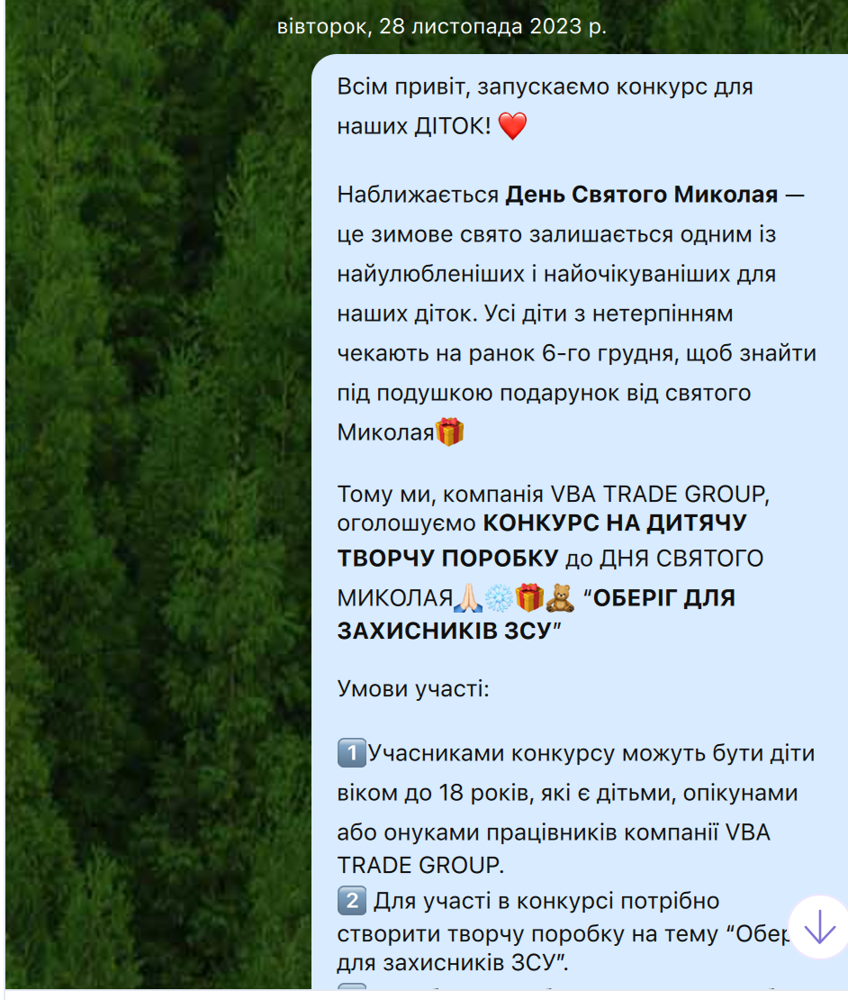 вівторок, 28 листопада 2023 р.
Всім привіт, запускаємо конкурс для
наших ДІТОК! ❤️
Наближається День Святого Миколая —
це зимове свято залишається одним із
найулюбленіших і найочікуваніших для
наших діток. Усі діти з нетерпінням
чекають на ранок 6-го грудня, щоб знайти
під подушкою подарунок від святого
Миколая🎁
Тому ми, компанія VBA TRADE GROUP,
оголошуємо КОНКУРС НА ДИТЯЧУ
ТВОРЧУ ПОРОБКУ до ДНЯ СВЯТОГО
МИКОЛАЯ🙏🏻❄️🎁🧸 “ОБЕРІГ ДЛЯ
ЗАХИСНИКІВ ЗСУ”
Умови участі:
1️⃣Учасниками конкурсу можуть бути діти
віком до 18 років, які є дітьми, опікунами
або онуками працівників компанії VBA
TRADE GROUP.
2️⃣ Для участі в конкурсі потрібно
створити творчу поробку на тему
для захисників ЗСУ”.